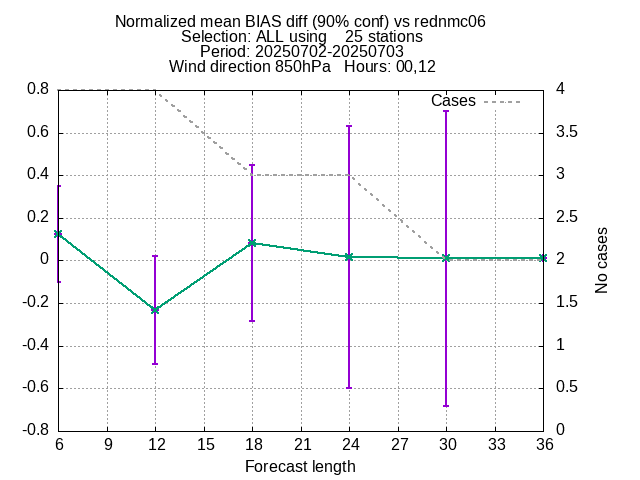 Normalized mean BIAS diff (90% conf) vs rednmc06
Selection: ALL using    25 stations
Period: 20250702-20250703
Wind direction 850hPa   Hours: 00,12
Cases
0.8
0.6
0.4
0.2
0
-0.2
-0.4
-0.6
-0.8
4
3.5
3
2.5
2
1.5
1
0.5
0
No cases
6 9 12 15 18 21 24 27 30 33 36
Forecast length